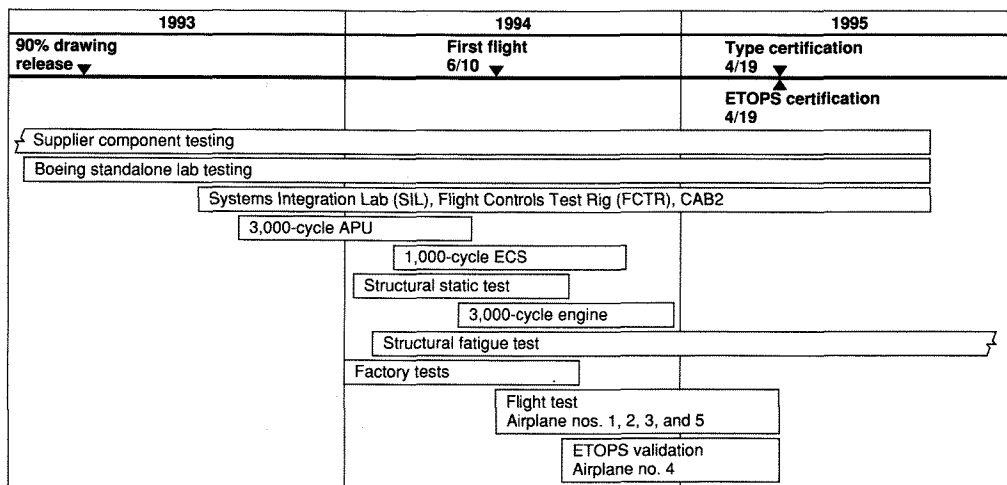 1993 1994 1995
90% drawing
release
First flight
6/10
Type certification
4/19
ETOPS certification
4/19
Supplier component testing
Boeing standalone lab testing
Systems Integration Lab (SIL), Flight Controls Test Rig (FCTR), CAB2
3,000-cycle APU
1,000-cycle ECS
Structural static test
3,000-cycle engine
Structural fatigue test
Factory tests
Flight test
Airplane nos. 1, 2, 3, and 5
ETOPS validation
Airplane no. 4